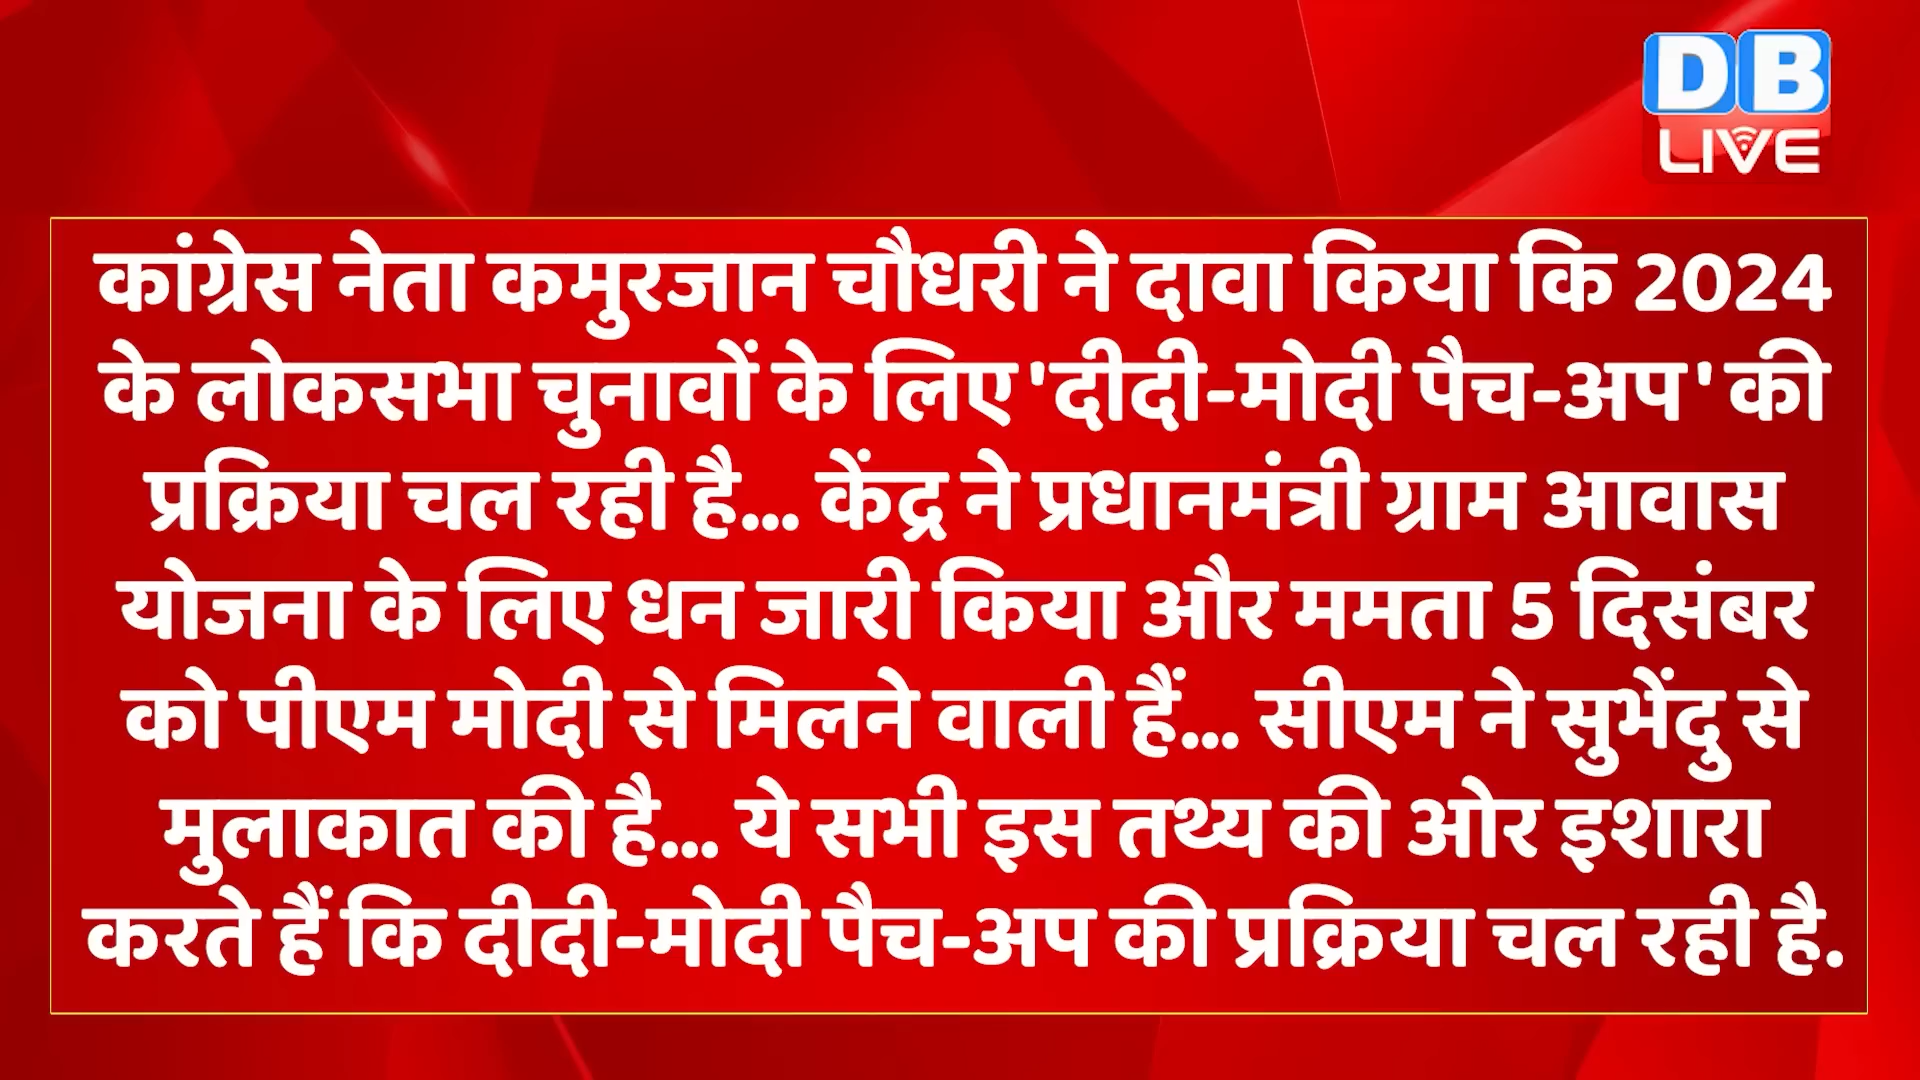 DB
LIVE
कांग्रेस नेता कमुरजान चौधरी ने दावा किया कि 2024
के लोकसभा चुनावों के लिए 'दीदी-मोदी पैच-अप' की
प्रक्रिया चल रही है... केंद्र ने प्रधानमंत्री ग्राम आवास
योजना के लिए धन जारी किया और ममता 5 दिसंबर
को पीएम मोदी से मिलने वाली हैं... सीएम ने सुभेंदु से
मुलाकात की है... ये सभी इस तथ्य की ओर इशारा
करते हैं कि दीदी-मोदी पैच-अप की प्रक्रिया चल रही है.